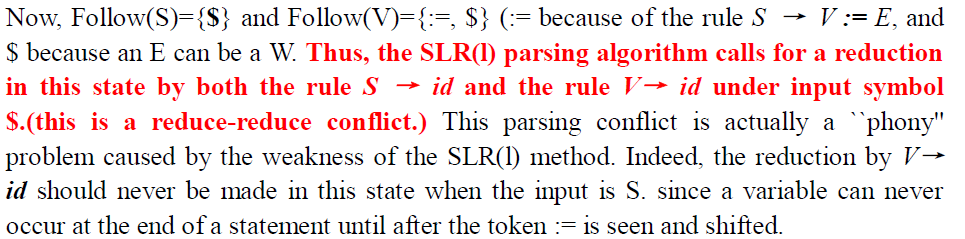 Now, Follow(S)={$} and Follow(V)={:=, $} (:= because of the rule S → V := E, and
$ because an E can be a W. Thus, the SLR(l) parsing algorithm calls for a reduction
in this state by both the rule S → id and the rule V→ id under input symbol
$.(this is a reduce-reduce conflict.) This parsing conflict is actually a ``phony"
problem caused by the weakness of the SLR(l) method. Indeed, the reduction by V→
id should never be made in this state when the input is S. since a variable can never
occur at the end of a statement until after the token := is seen and shifted.